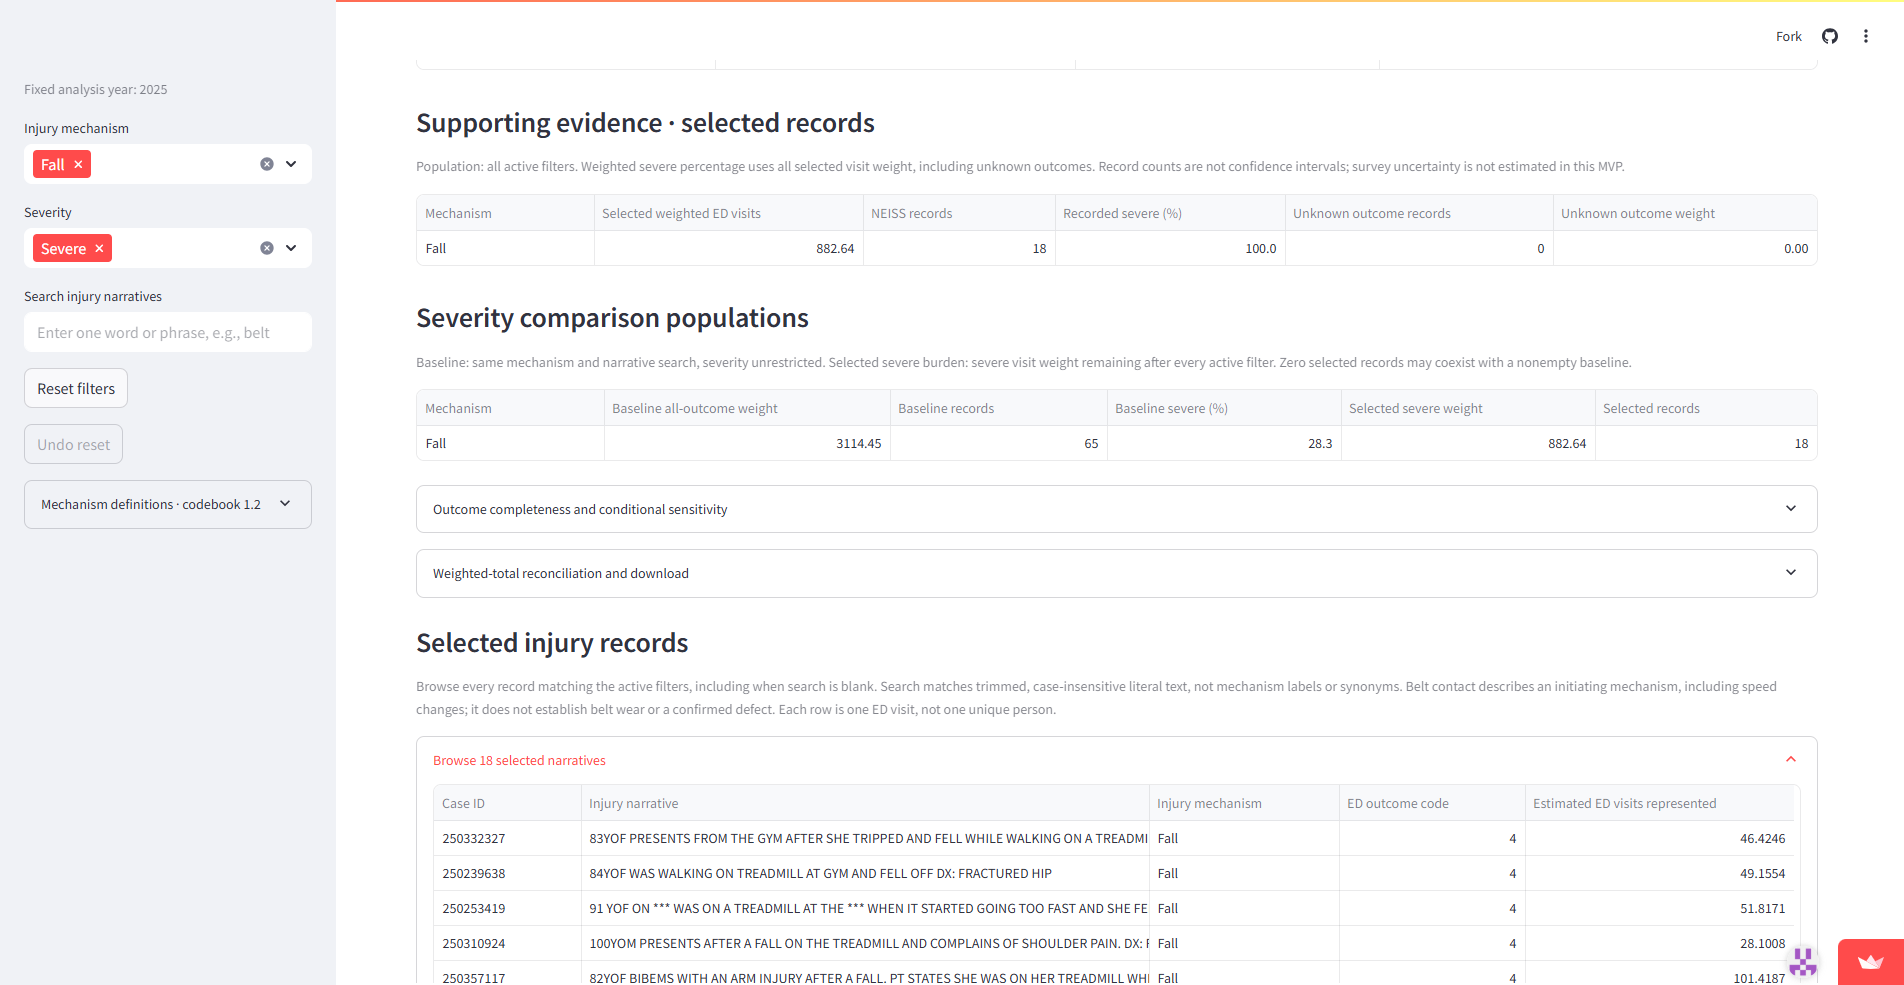 Fork
Fixed analysis year: 2025
Injury mechanism
Fall
Severity
Severe
Search injury narratives
Enter one word or phrase, e.g., belt
Reset filters
Undo reset
Mechanism definitions · codebook 1.2
Supporting evidence · selected records
Population: all active filters. Weighted severe percentage uses all selected visit weight, including unknown outcomes. Record counts are not confidence intervals; survey uncertainty is not estimated in this MVP.
Mechanism Selected weighted ED visits NEISS records Recorded severe (%) Unknown outcome records Unknown outcome weight
Fall 882.64 18 100.0 0 0.00
Severity comparison populations
Baseline: same mechanism and narrative search, severity unrestricted. Selected severe burden: severe visit weight remaining after every active filter. Zero selected records may coexist with a nonempty baseline.
Mechanism Baseline all-outcome weight Baseline records Baseline severe (%) Selected severe weight Selected records
Fall 3114.45 65 28.3 882.64 18
Outcome completeness and conditional sensitivity
Weighted-total reconciliation and download
Selected injury records
Browse every record matching the active filters, including when search is blank. Search matches trimmed, case-insensitive literal text, not mechanism labels or synonyms. Belt contact describes an initiating mechanism, including speed
changes; it does not establish belt wear or a confirmed defect. Each row is one ED visit, not one unique person.
Browse 18 selected narratives
Case ID Injury narrative Injury mechanism ED outcome code Estimated ED visits represented
250332327 83YOF PRESENTS FROM THE GYM AFTER SHE TRIPPED AND FELL WHILE WALKING ON A TREADMI Fall 4 46.4246
250239638 84YOF WAS WALKING ON TREADMILL AT GYM AND FELL OFF DX: FRACTURED HIP Fall 4 49.1554
250253419 91 YOF ON *** WAS ON A TREADMILL AT THE *** WHEN IT STARTED GOING TOO FAST AND SHE FE Fall 4 51.8171
250310924 100YOM PRESENTS AFTER A FALL ON THE TREADMILL AND COMPLAINS OF SHOULDER PAIN. DX: Fall 4 28.1008
250357117 82YOF BIBEMS WITH AN ARM INJURY AFTER A FALL. PT STATES SHE WAS ON HER TREADMILL WHI Fall 4 101.4187